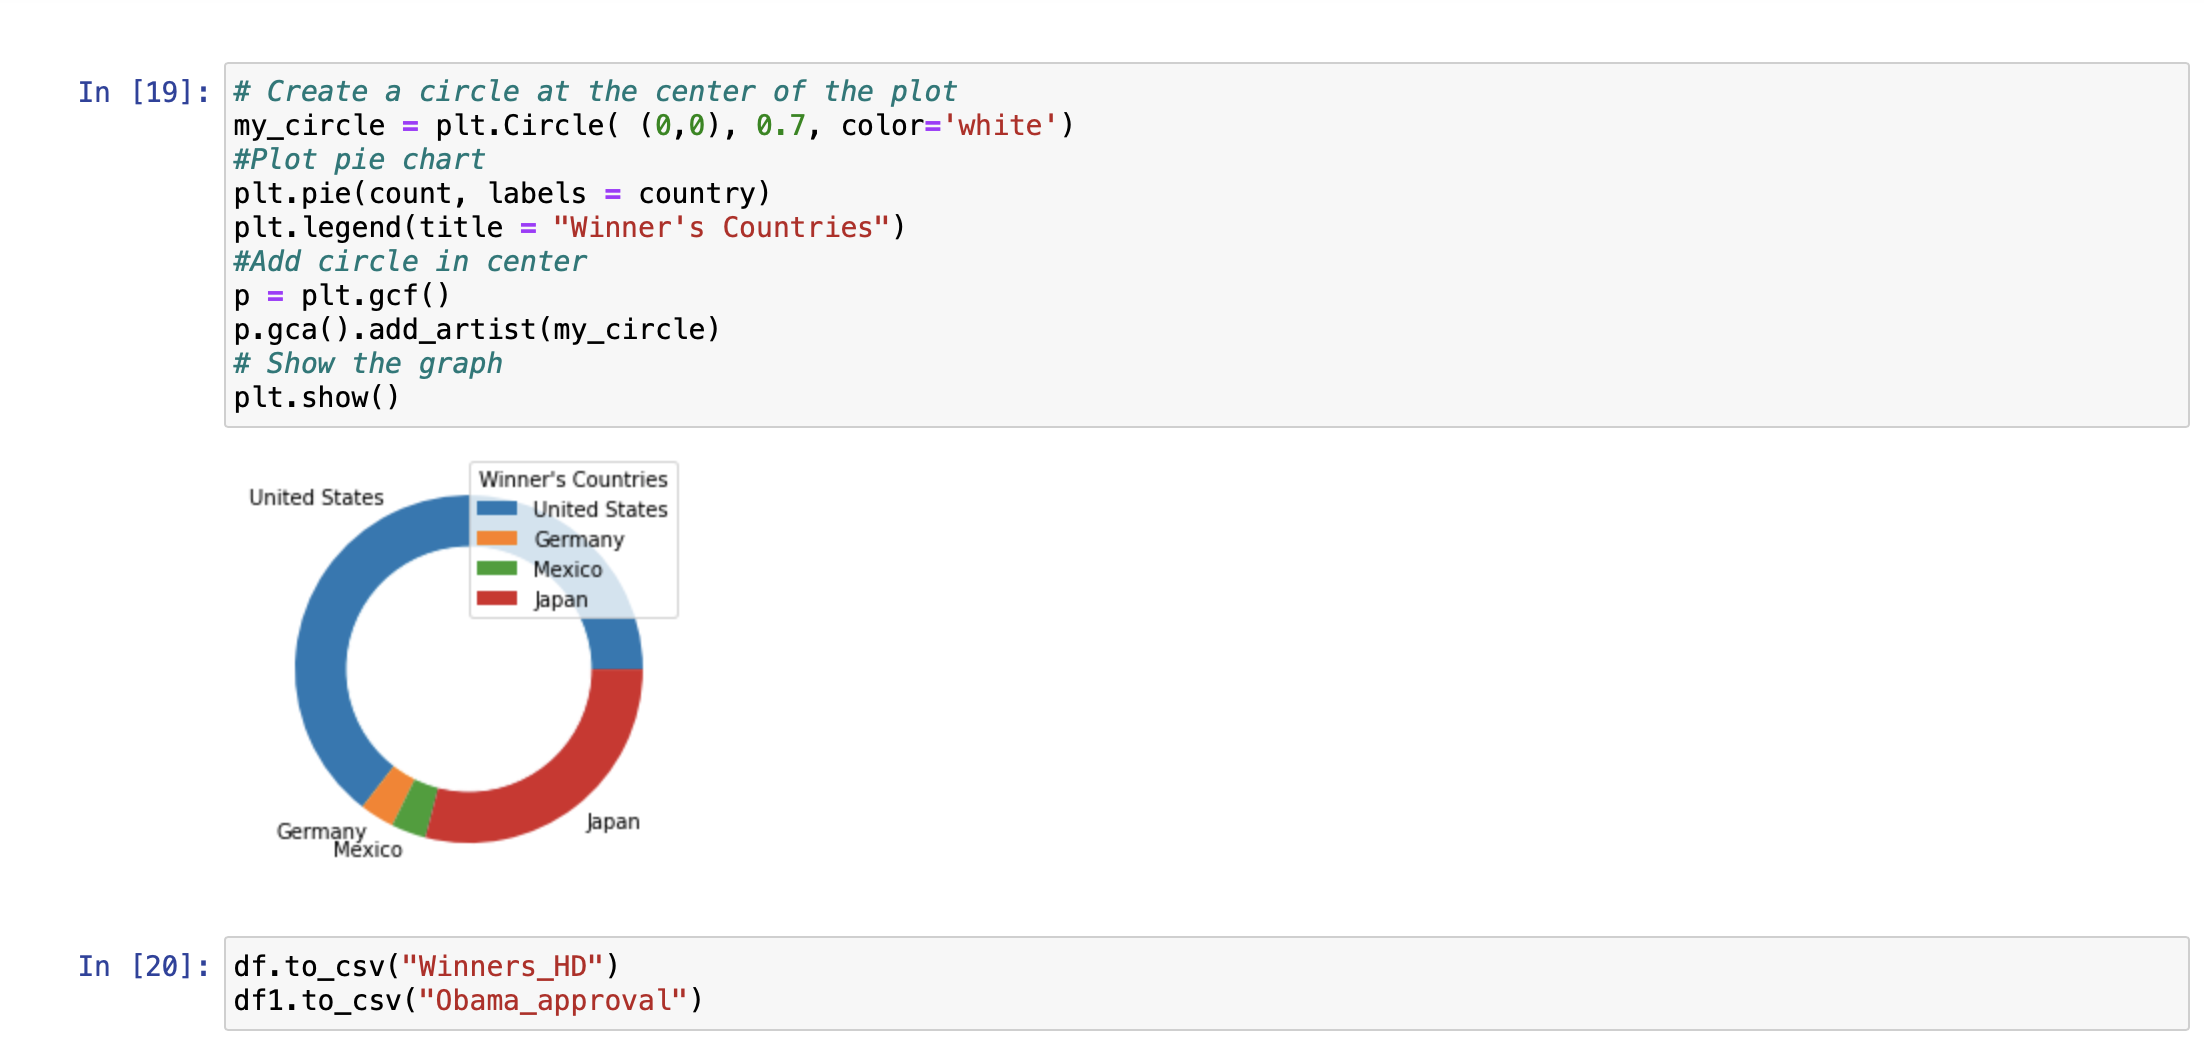 In [19]:
# Create a circle at the center of the plot
my_circle = plt.Circle( (0,0), 0.7, color='white')
#Plot pie chart
plt.pie(count, labels = country)
plt.legend(title = "Winner's Countries")
#Add circle in center
p = plt.gcf()
p.gca().add_artist(my_circle)
# Show the graph
plt.show()
Winner's Countries
United States
Germany
Mexico
Japan
United States
Germany
Mexico
Japan
In [20]:
df.to_csv("Winners_HD")
df1.to_csv("Obama_approval")